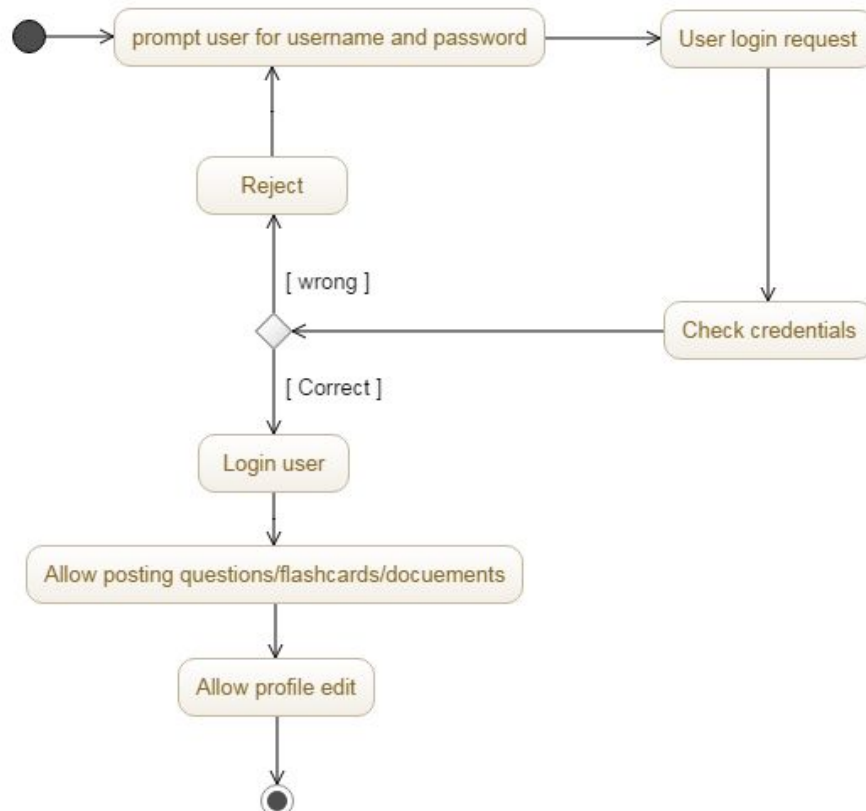 prompt user for username and password
User login request
Reject
[ wrong ]
Check credentials
[ Correct ]
Login user
Allow posting questions/flashcards/docuements
Allow profile edit